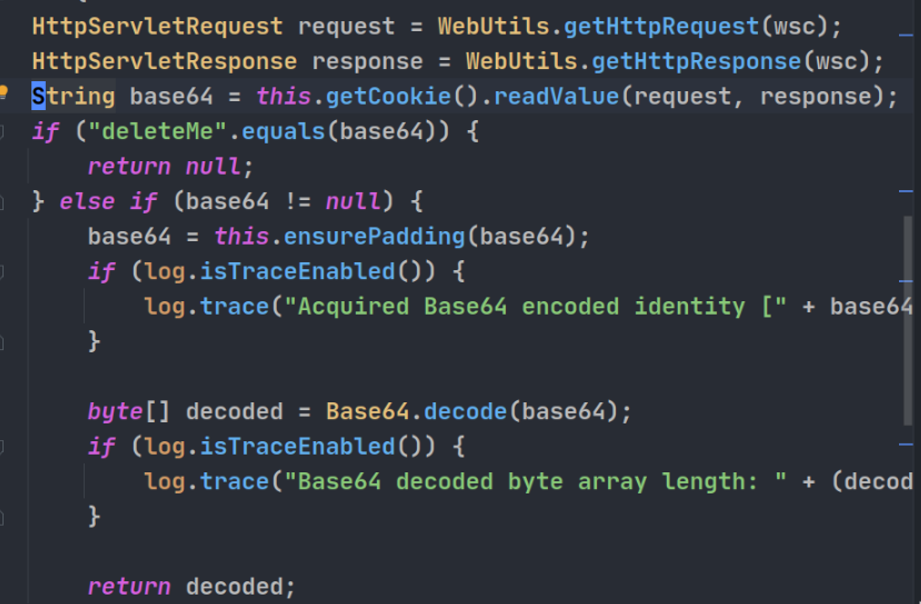 HttpServletRequest request = WebUtils.getHttpRequest(wsc);
HttpServletResponse response = WebUtils.getHttpResponse(wsc);
String base64 = this.getCookie().readValue(request, response);
if ("deleteMe".equals(base64)) {
    return null;
} else if (base64 != null) {
    base64 = this.ensurePadding(base64);
    if (log.isTraceEnabled()) {
        log.trace("Acquired Base64 encoded identity [" + base64
    }
    byte[] decoded = Base64.decode(base64);
    if (log.isTraceEnabled()) {
        log.trace("Base64 decoded byte array length: " + (decod
    }
    return decoded;